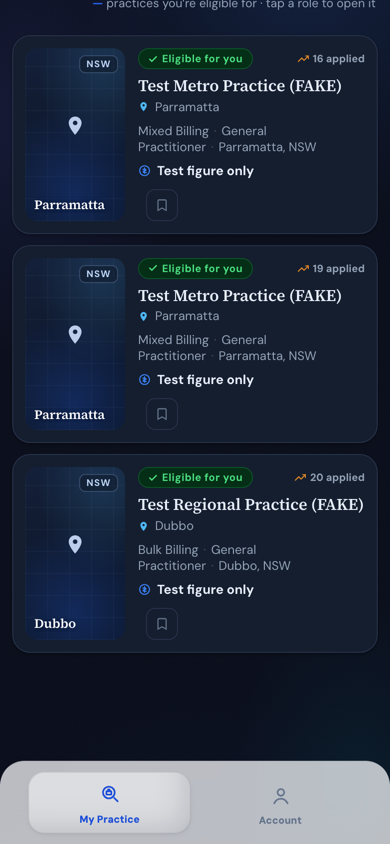 — practices you're eligible for · tap a role to open it
NSW
Parramatta
Eligible for you
16 applied
Test Metro Practice (FAKE)
Parramatta
Mixed Billing · General
Practitioner · Parramatta, NSW
Test figure only
NSW
Parramatta
Eligible for you
19 applied
Test Metro Practice (FAKE)
Parramatta
Mixed Billing · General
Practitioner · Parramatta, NSW
Test figure only
NSW
Dubbo
Eligible for you
20 applied
Test Regional Practice (FAKE)
Dubbo
Bulk Billing · General
Practitioner · Dubbo, NSW
Test figure only
My Practice
Account